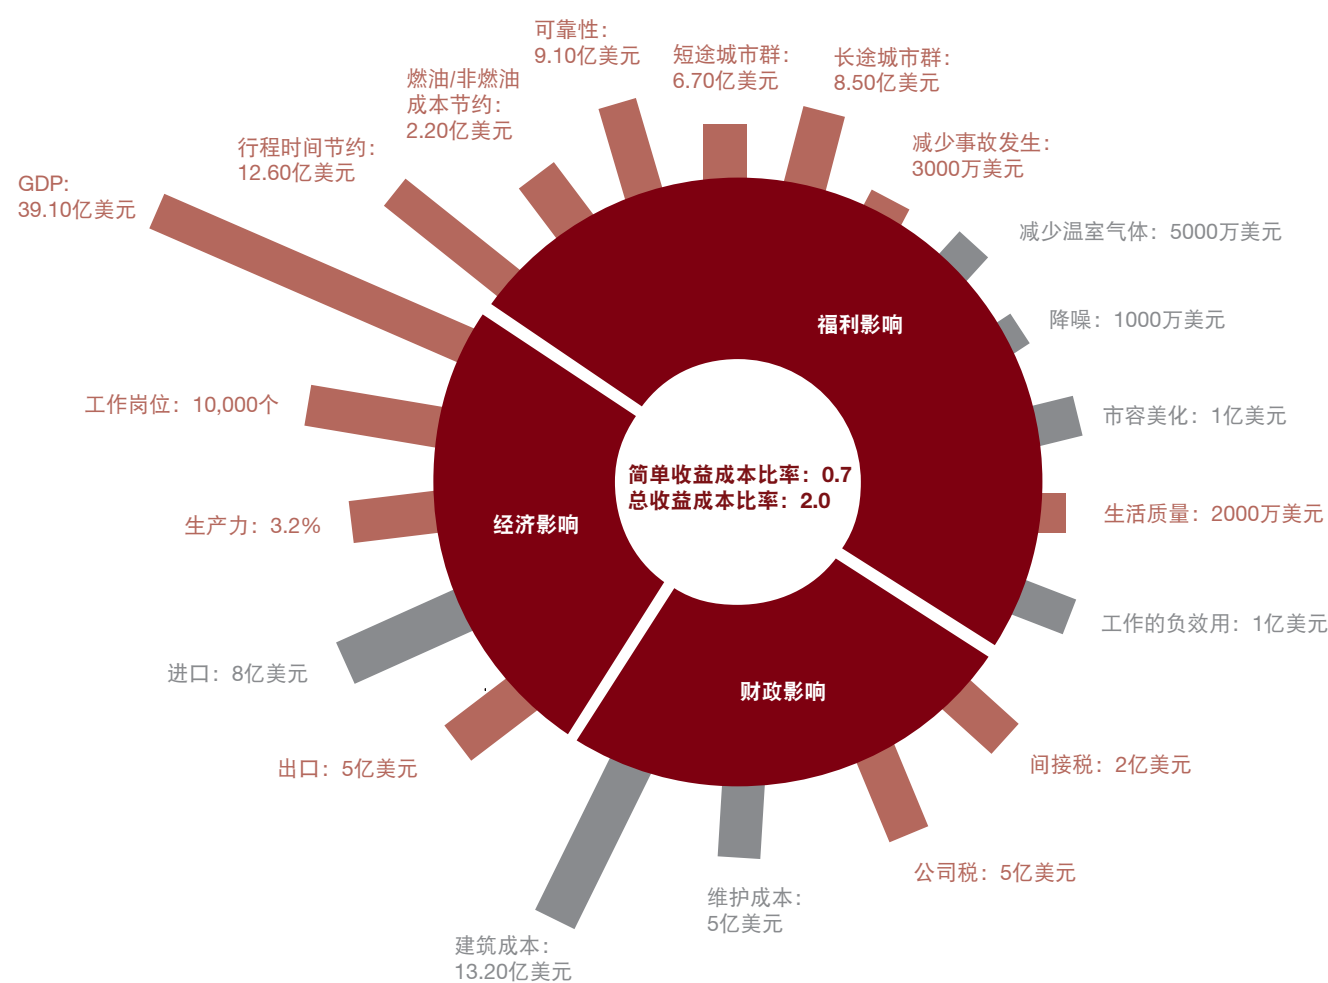 可靠性：
9.10亿美元
短途城市群：
6.70亿美元
长途城市群：
8.50亿美元
燃油/非燃油
成本节约：
2.20亿美元
行程时间节约：
12.60亿美元
GDP:
39.10亿美元
减少事故发生：
3000万美元
减少温室气体：5000万美元
降噪：1000万美元
福利影响
工作岗位：10,000个
市容美化：1亿美元
简单收益成本比率：0.7
总收益成本比率：2.0
生活质量：2000万美元
生产力：3.2%
经济影响
工作的负效用：1亿美元
进口：8亿美元
财政影响
出口：5亿美元
间接税：2亿美元
公司税：5亿美元
维护成本：
5亿美元
建筑成本：
13.20亿美元